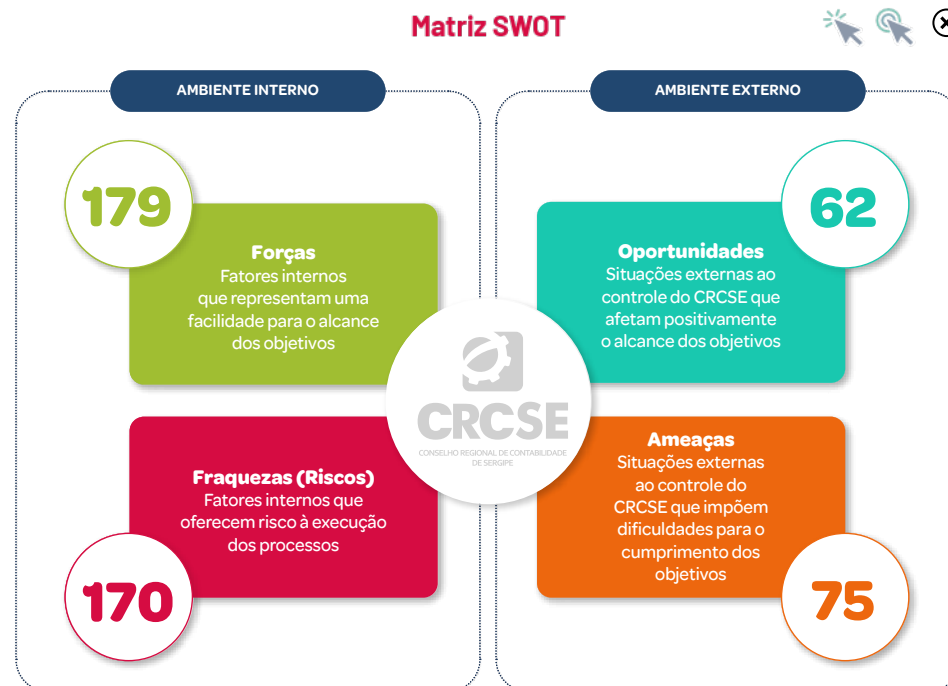 Matriz SWOT
AMBIENTE INTERNO
179
Forças
Fatores internos
que representam uma
facilidade para o alcance
dos objetivos
Fraquezas (Riscos)
Fatores internos que
oferecem risco à execução
dos processos
170
AMBIENTE EXTERNO
62
Oportunidades
Situações externas ao
controle do CRCSE que
afetam positivamente
o alcance dos objetivos
Ameaças
Situações externas
ao controle do
CRCSE que impõem
dificuldades para o
cumprimento dos
objetivos
75
CRCSE
CONSELHO REGIONAL DE CONTABILIDADE
DE SERGIPE